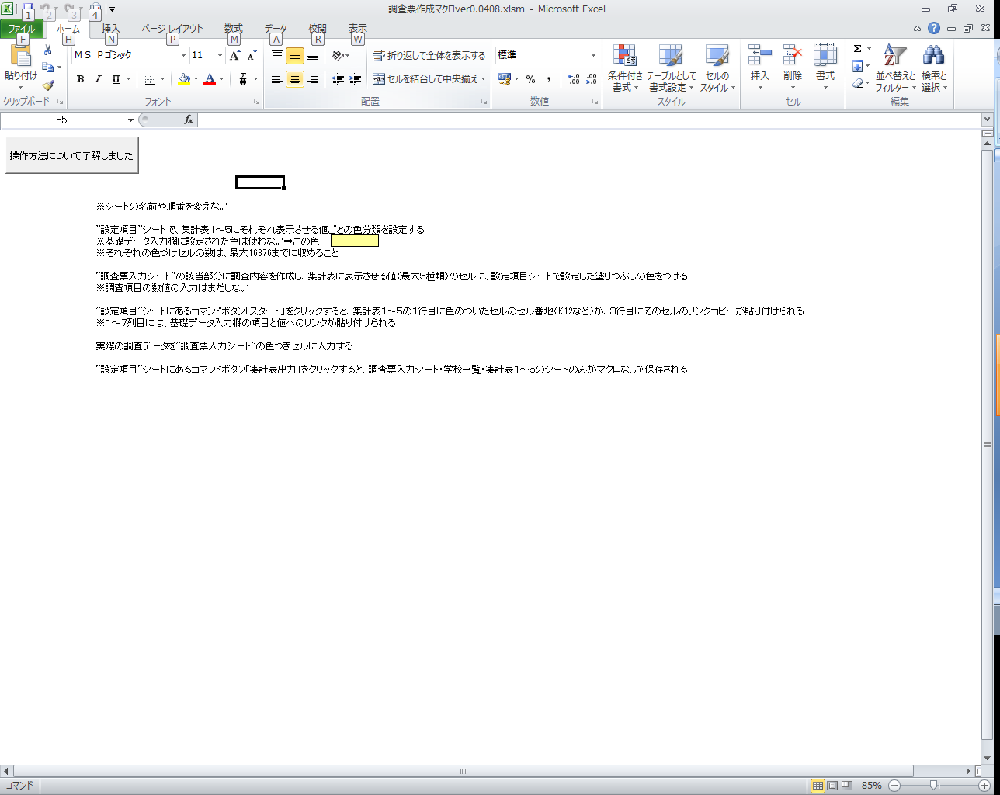 調査票作成マクロver0.0408.xlsm - Microsoft Excel
1 2 3 4
ファイル ホーム 挿入 ページ レイアウト 数式 データ 校閲 表示
F H N P M A R W
貼り付け
クリップボード
ＭＳ Ｐゴシック 11
B I U A 亜
フォント
折り返して全体を表示する
セルを結合して中央揃え
配置
標準
% , .00 .0
数値
条件付き書式 テーブルとして書式設定 セルのスタイル
スタイル
挿入 削除 書式
セル
Σ 並べ替えとフィルター 検索と選択
編集
F5 fx
操作方法について了解しました
※シートの名前や順番を変えない
”設定項目”シートで、集計表１～５にそれぞれ表示させる値ごとの色分類を設定する
※基礎データ入力欄に設定された色は使わない⇒この色
※それぞれの色づけセルの数は、最大16376までに収めること
”調査票入力シート”の該当部分に調査内容を作成し、集計表に表示させる値（最大５種類）のセルに、設定項目シートで設定した塗りつぶしの色をつける
※調査項目の数値の入力はまだしない
”設定項目”シートにあるコマンドボタン「スタート」をクリックすると、集計表１～５の１行目に色のついたセルのセル番地（K12など）が、３行目にそのセルのリンクコピーが貼り付けられる
※１～７列目には、基礎データ入力欄の項目と値へのリンクが貼り付けられる
実際の調査データを”調査票入力シート”の色つきセルに入力する
”設定項目”シートにあるコマンドボタン「集計表出力」をクリックすると、調査票入力シート・学校一覧・集計表１～５のシートのみがマクロなしで保存される
コマンド 85%